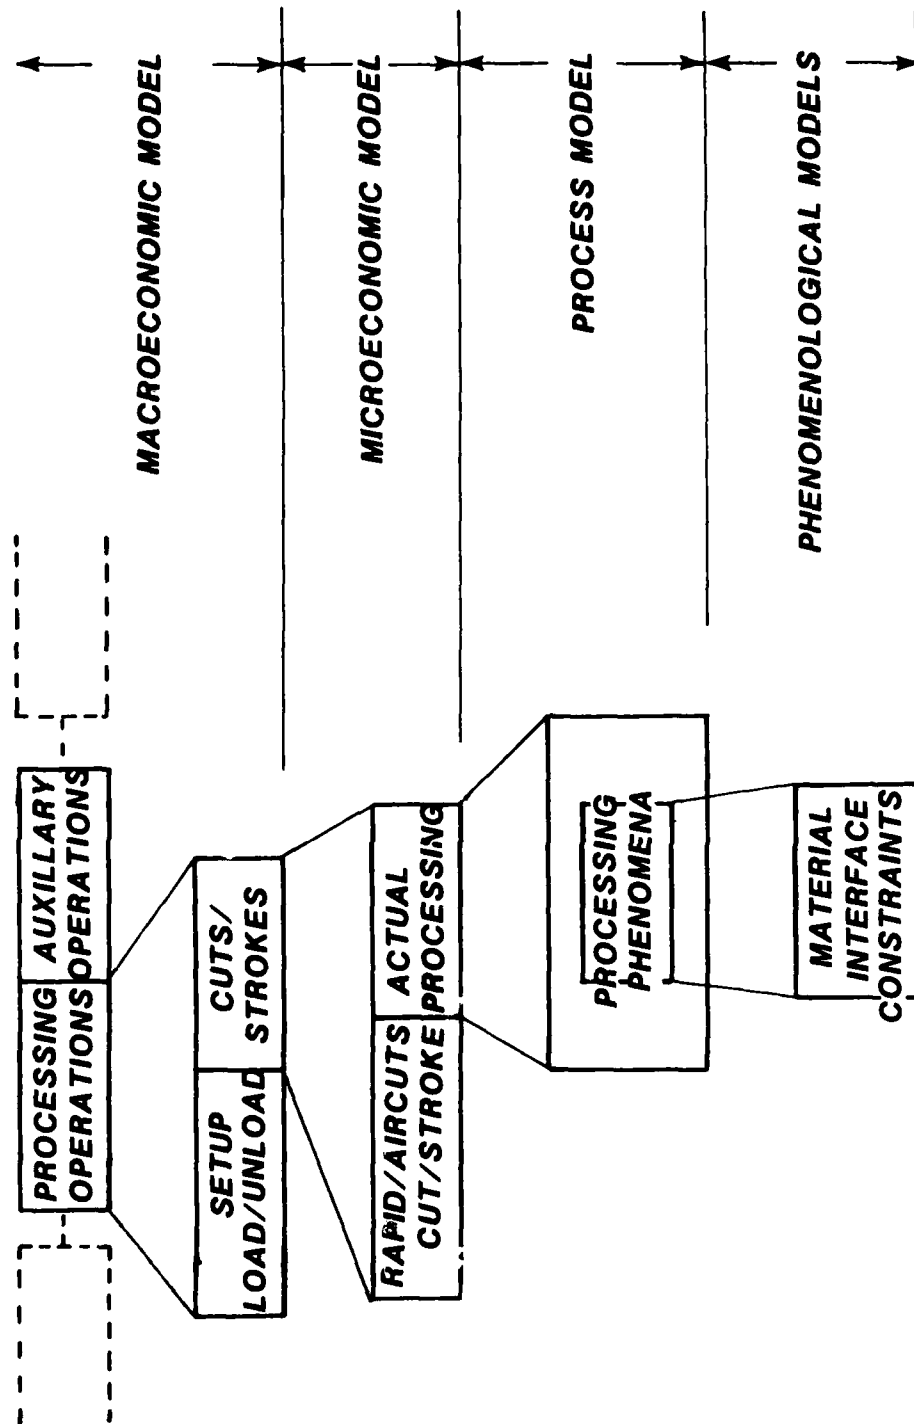 PROCESSING
OPERATIONS
AUXILLARY
OPERATIONS
MACROECONOMIC MODEL
SETUP
LOAD/UNLOAD
CUTS/
STROKES
MICROECONOMIC MODEL
RAPID/AIRCUTS
CUT/STROKE
ACTUAL
PROCESSING
PROCESS MODEL
PROCESSING
PHENOMENA
PHENOMENOLOGICAL MODELS
MATERIAL
INTERFACE
CONSTRAINTS